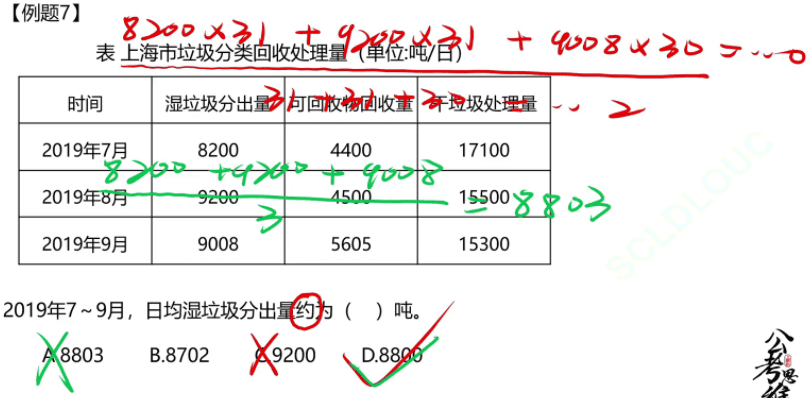 【例题7】
8200×31 + 9200×31 + 9008×30 = ...0
表 上海市垃圾分类回收处理量 (单位:吨/日)
31+31+30 = ... 2
时间 湿垃圾分出量 可回收物回收量 干垃圾处理量
2019年7月 8200 4400 17100
8200 + 9200 + 9008
2019年8月 9200 4500 15500
3 = 8803
2019年9月 9008 5605 15300
2019年7～9月，日均湿垃圾分出量约为（ ）吨。
A.8803 B.8702 C.9200 D.8800
SCLDLOUC
公考思维